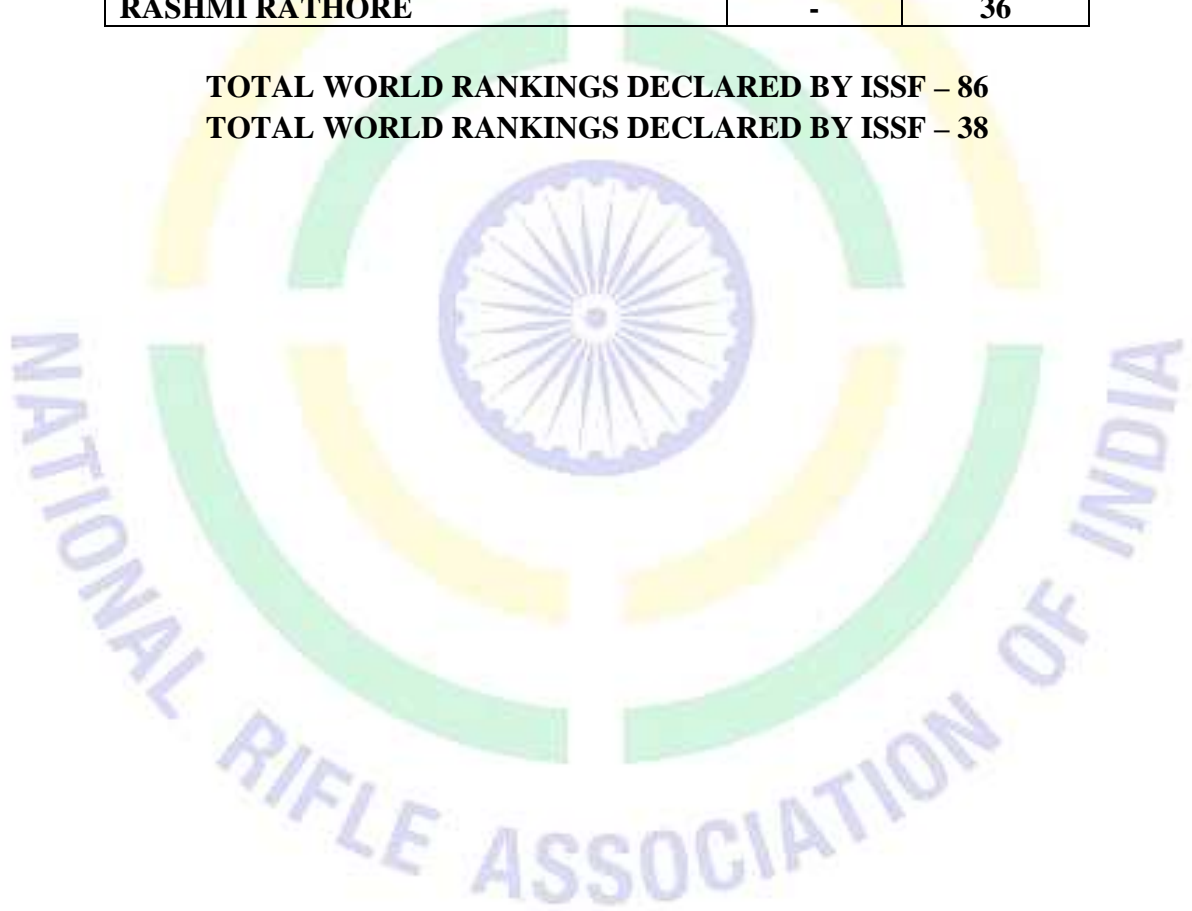 RASHMI RATHORE - 36
TOTAL WORLD RANKINGS DECLARED BY ISSF – 86
TOTAL WORLD RANKINGS DECLARED BY ISSF – 38
NATIONAL RIFLE ASSOCIATION OF INDIA